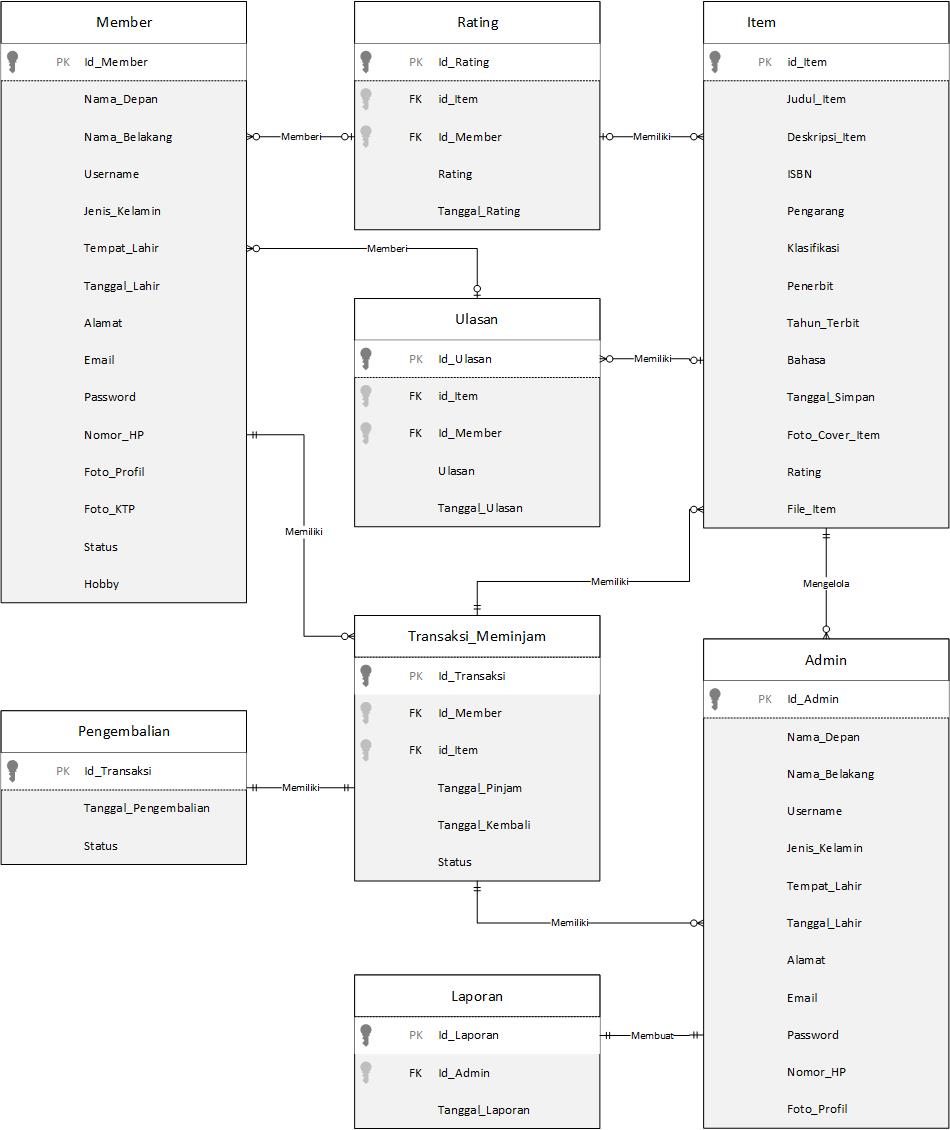 Member
PK Id_Member
Nama_Depan
Nama_Belakang
Username
Jenis_Kelamin
Tempat_Lahir
Tanggal_Lahir
Alamat
Email
Password
Nomor_HP
Foto_Profil
Foto_KTP
Status
Hobby
Memberi
Memberi
Memiliki
Rating
PK Id_Rating
FK id_Item
FK Id_Member
Rating
Tanggal_Rating
Memiliki
Ulasan
PK Id_Ulasan
FK id_Item
FK Id_Member
Ulasan
Tanggal_Ulasan
Memiliki
Memiliki
Item
PK id_Item
Judul_Item
Deskripsi_Item
ISBN
Pengarang
Klasifikasi
Penerbit
Tahun_Terbit
Bahasa
Tanggal_Simpan
Foto_Cover_Item
Rating
File_Item
Mengelola
Transaksi_Meminjam
PK Id_Transaksi
FK Id_Member
FK id_Item
Tanggal_Pinjam
Tanggal_Kembali
Status
Memiliki
Pengembalian
PK Id_Transaksi
Tanggal_Pengembalian
Status
Memiliki
Admin
PK Id_Admin
Nama_Depan
Nama_Belakang
Username
Jenis_Kelamin
Tempat_Lahir
Tanggal_Lahir
Alamat
Email
Password
Nomor_HP
Foto_Profil
Laporan
PK Id_Laporan
FK Id_Admin
Tanggal_Laporan
Membuat